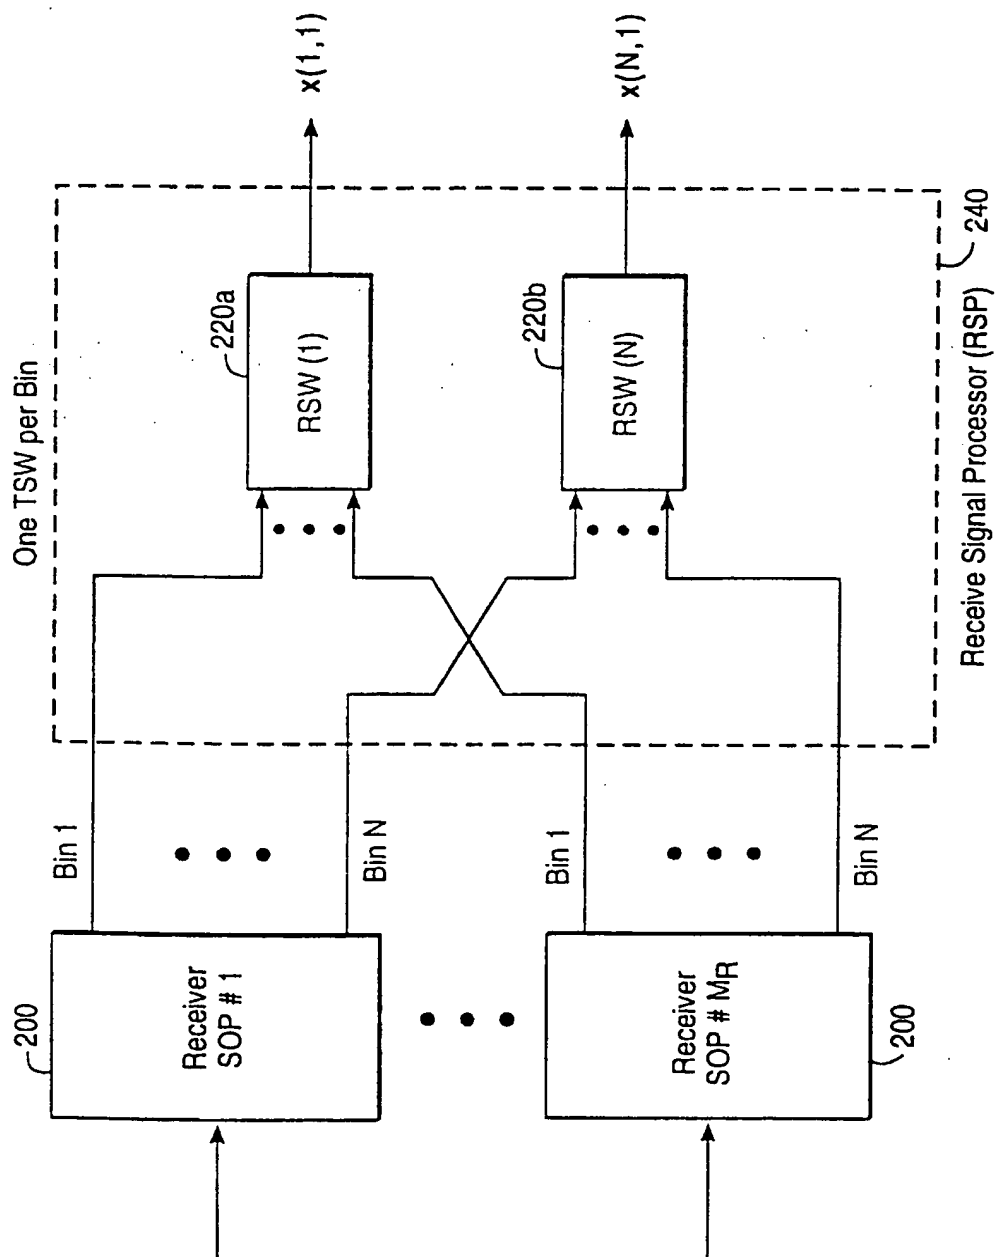 One TSW per Bin
200
Receiver
SOP # 1
Bin 1
Bin N
220a
RSW (1)
x(1,1)
Receiver
SOP # MR
200
Bin 1
Bin N
220b
RSW (N)
x(N,1)
240
Receive Signal Processor (RSP)